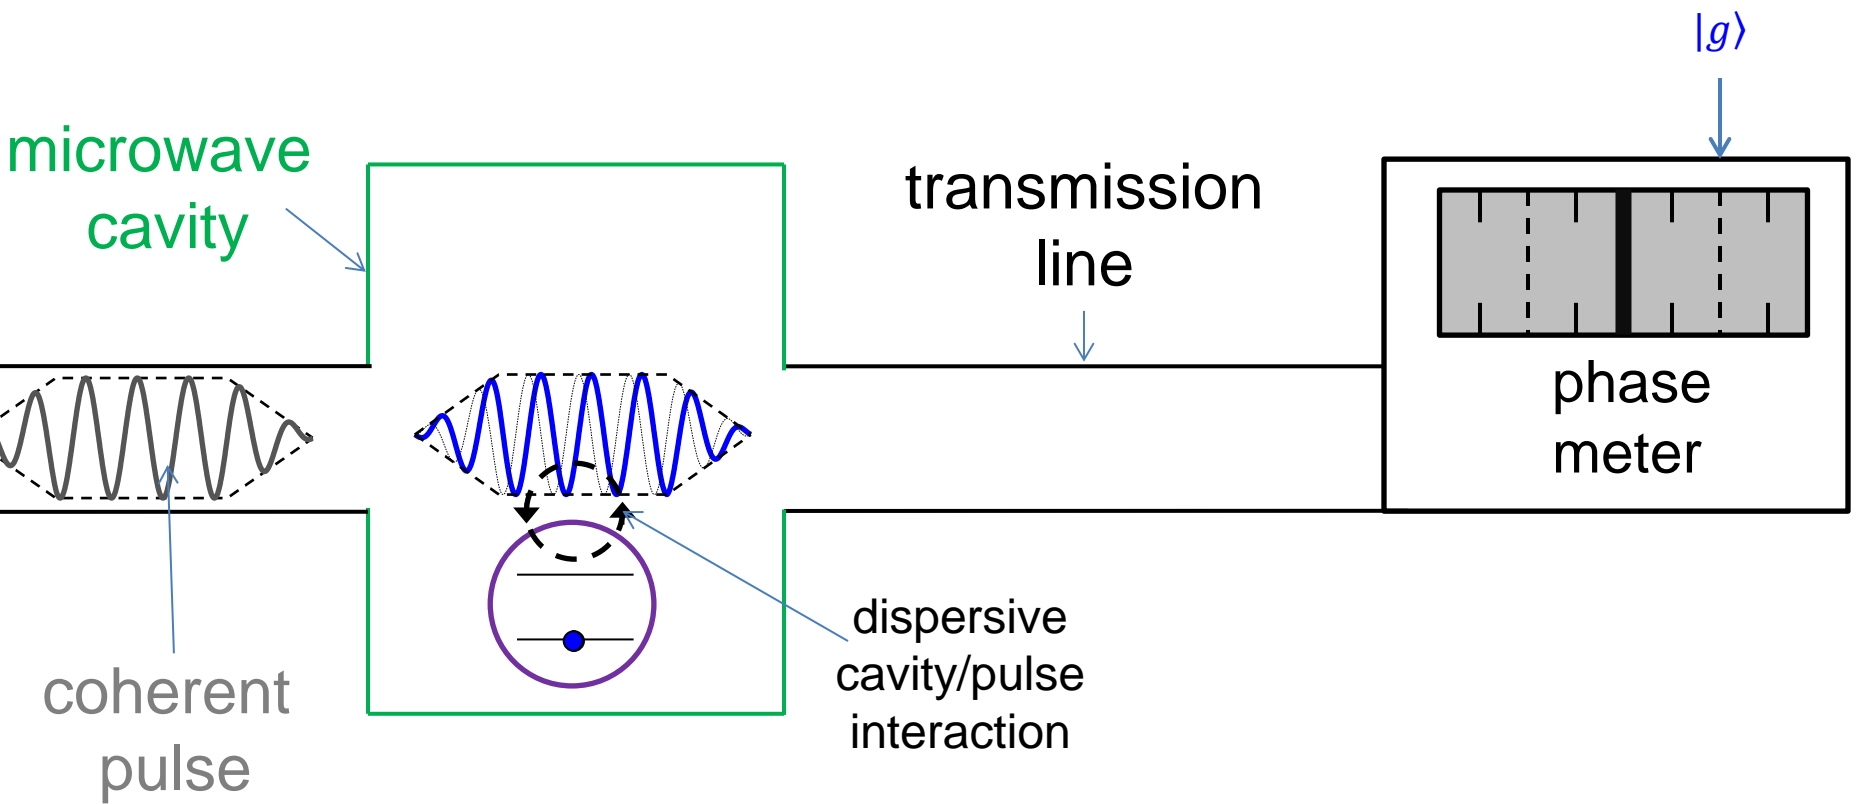 |g⟩
microwave
cavity
transmission
line
phase
meter
dispersive
cavity/pulse
interaction
coherent
pulse